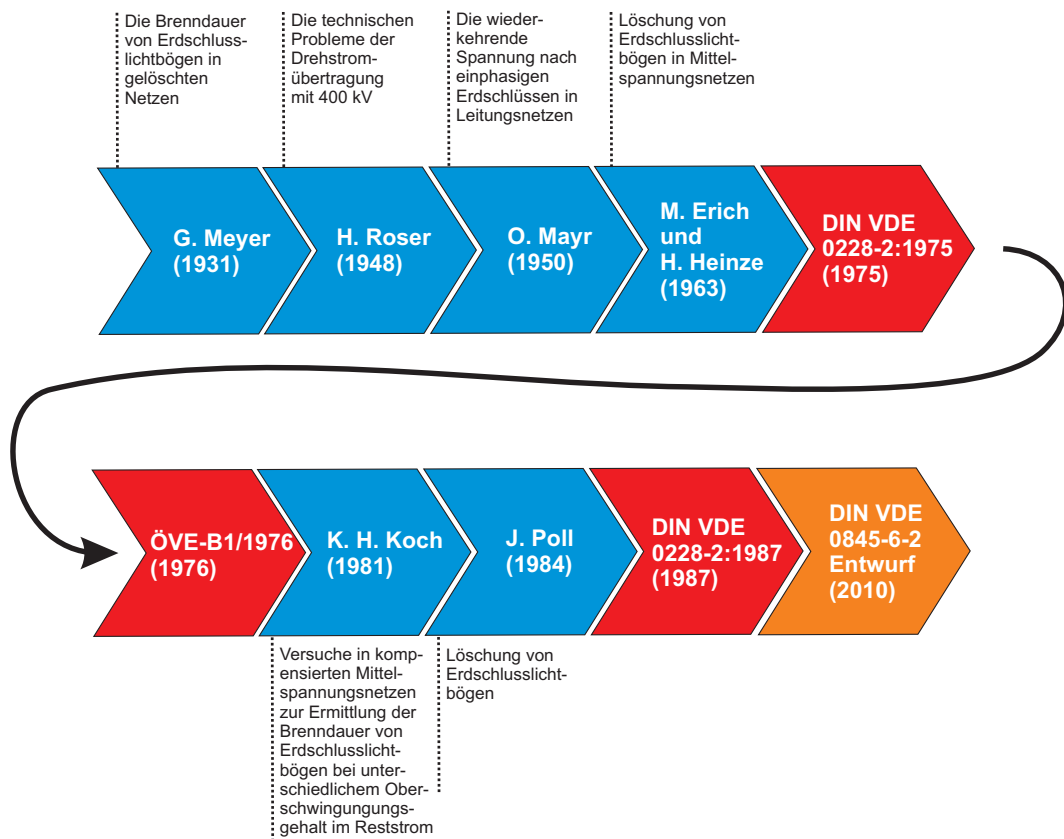 Die Brenndauer
von Erdschluss-
lichtbögen in
gelöschten
Netzen
Die technischen
Probleme der
Drehstrom-
übertragung
mit 400 kV
Die wieder-
kehrende
Spannung nach
einphasigen
Erdschlüssen in
Leitungsnetzen
Löschung von
Erdschlusslicht-
bögen in Mittel-
spannungsnetzen
G. Meyer
(1931)
H. Roser
(1948)
O. Mayr
(1950)
M. Erich
und
H. Heinze
(1963)
DIN VDE
0228-2:1975
(1975)
ÖVE-B1/1976
(1976)
K. H. Koch
(1981)
J. Poll
(1984)
DIN VDE
0228-2:1987
(1987)
DIN VDE
0845-6-2
Entwurf
(2010)
Versuche in komp-
ensierten Mittel-
spannungsnetzen
zur Ermittlung der
Brenndauer von
Erdschlusslicht-
bögen bei unter-
schiedlichem Ober-
schwingungungs-
gehalt im Reststrom
Löschung von
Erdschlusslicht-
bögen